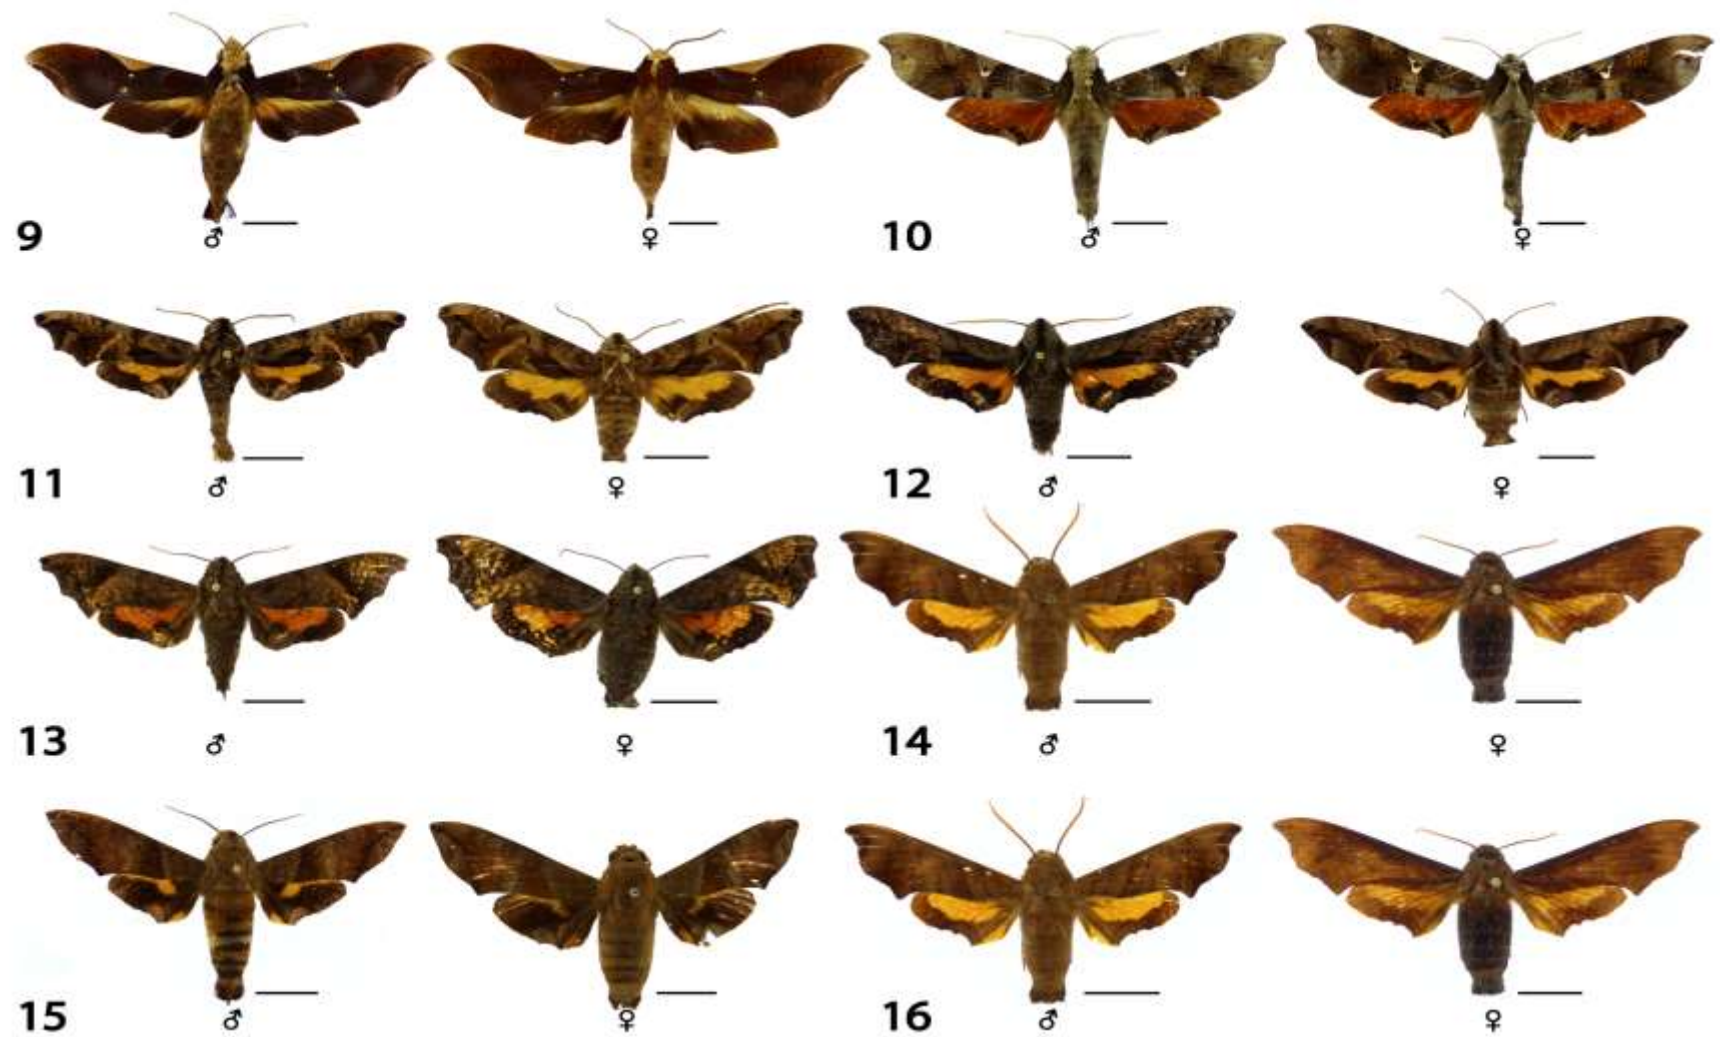 9 ♂ ♀ 10 ♂ ♀
11 ♂ ♀ 12 ♂ ♀
13 ♂ ♀ 14 ♂ ♀
15 ♂ ♀ 16 ♂ ♀